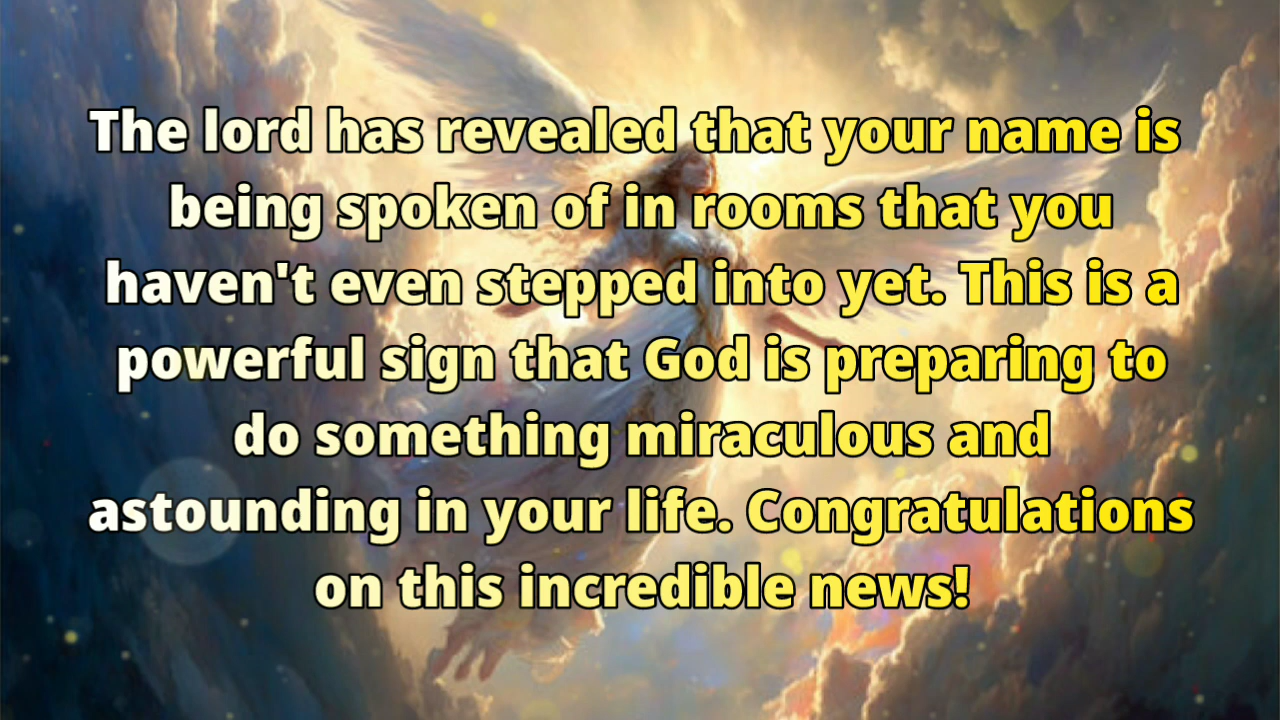 The lord has revealed that your name is
being spoken of in rooms that you
haven't even stepped into yet. This is a
powerful sign that God is preparing to
do something miraculous and
astounding in your life. Congratulations
on this incredible news!